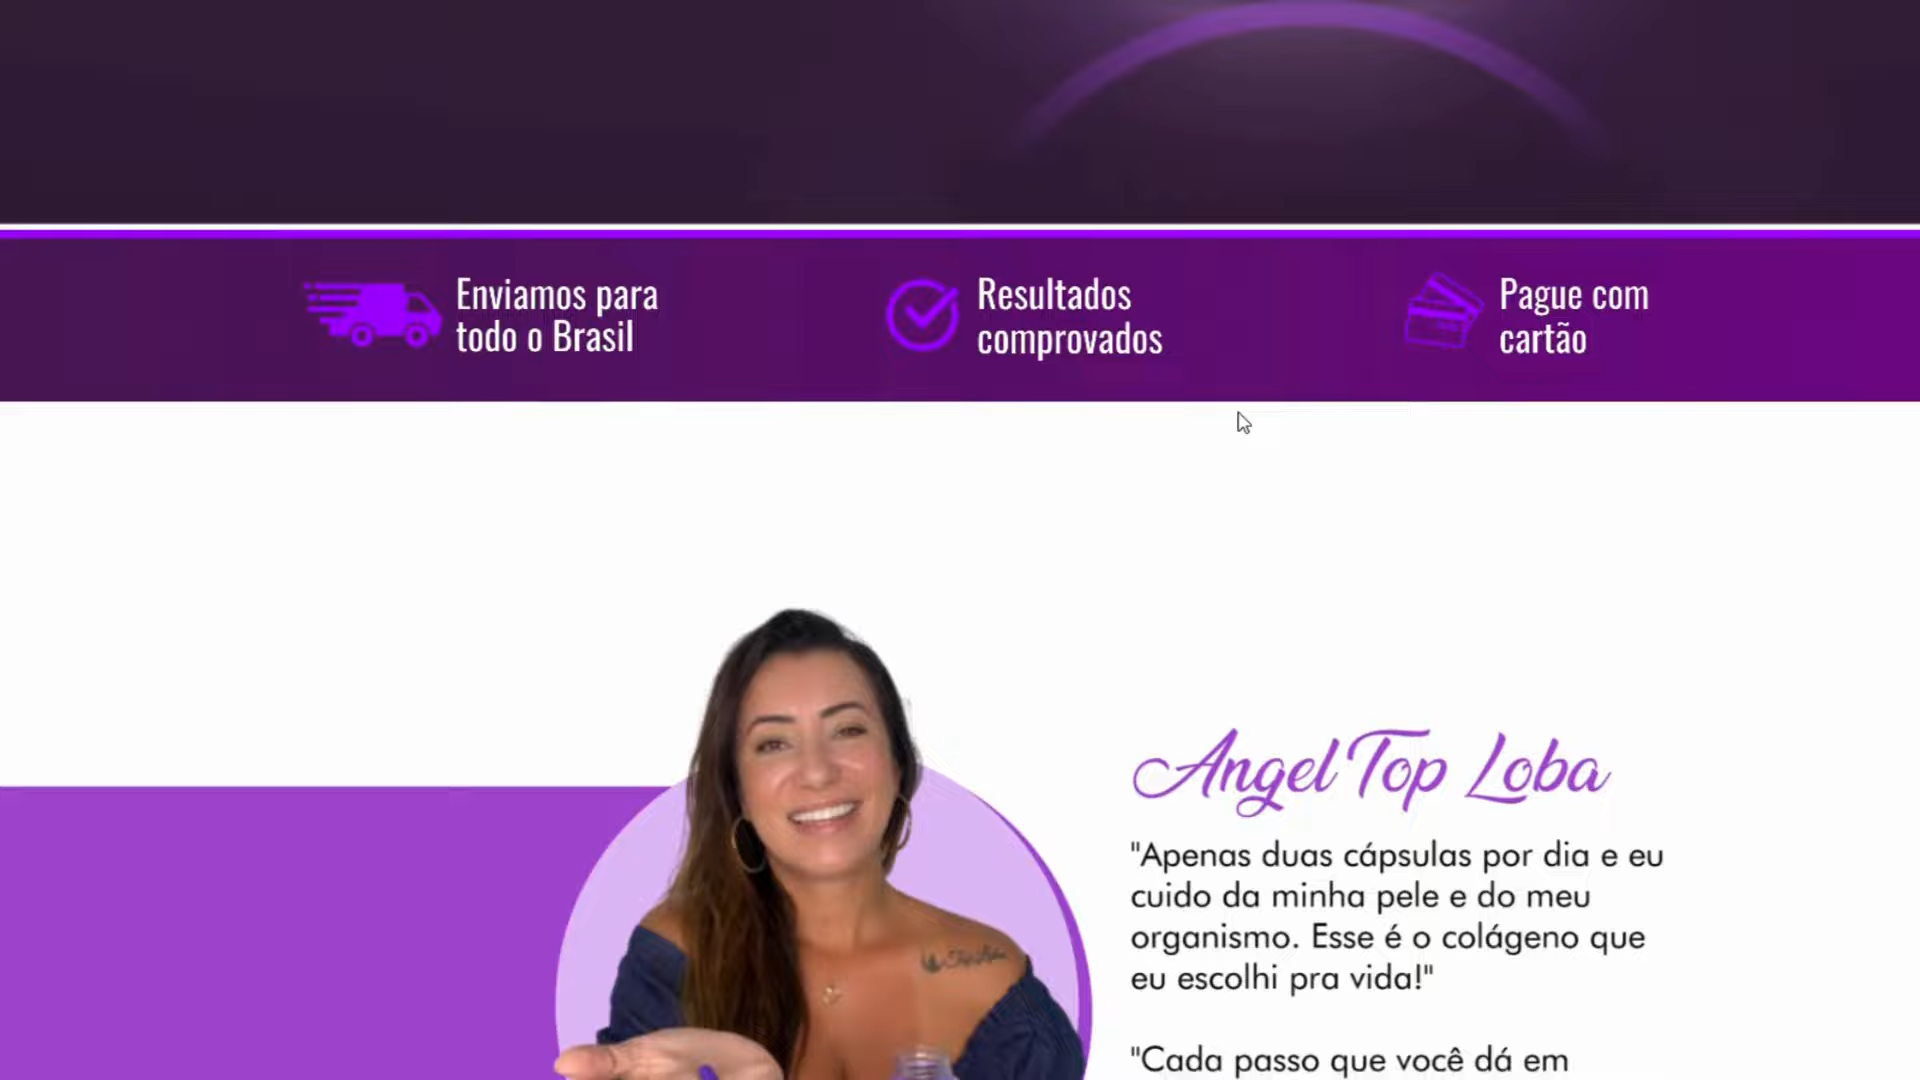 Enviamos para
todo o Brasil
Resultados
comprovados
Pague com
cartão
Angel Top Loba
"Apenas duas cápsulas por dia e eu
cuido da minha pele e do meu
organismo. Esse é o colágeno que
eu escolhi pra vida!"
"Cada passo que você dá em